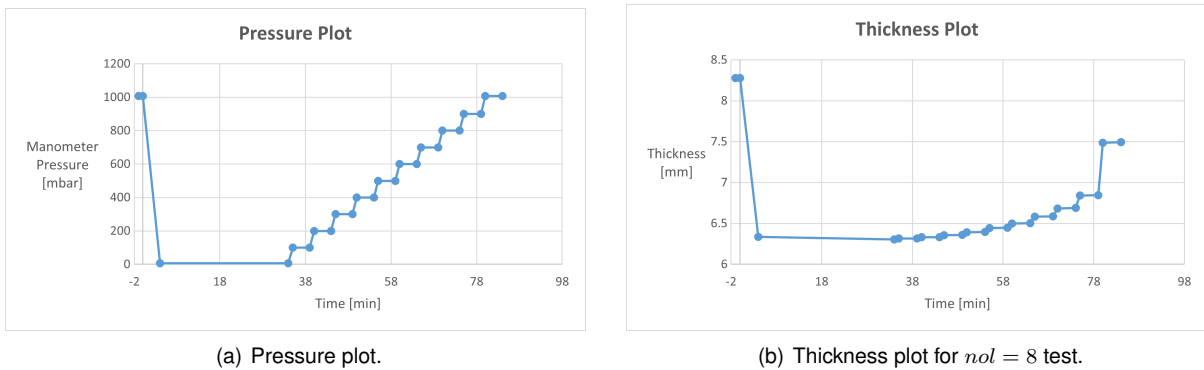 Pressure Plot
1200
1000
800
600
400
200
0
Manometer
Pressure
[mbar]
-2
18
38
58
78
98
Time [min]
(a) Pressure plot.
Thickness Plot
8.5
8
7.5
7
6.5
6
Thickness
[mm]
-2
18
38
58
78
98
Time [min]
(b) Thickness plot for nol = 8 test.